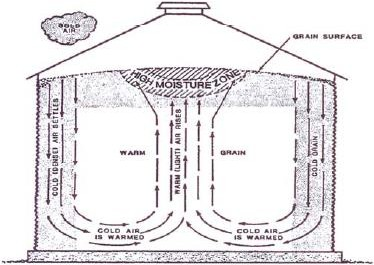 COLD
AIR
GRAIN SURFACE
HIGH MOISTURE ZONE
COLD (DENSE) AIR SETTLES
WARM
WARM (LIGHT) AIR RISES
GRAIN
COLD GRAIN
COLD AIR
IS WARMED
COLD AIR
IS WARMED